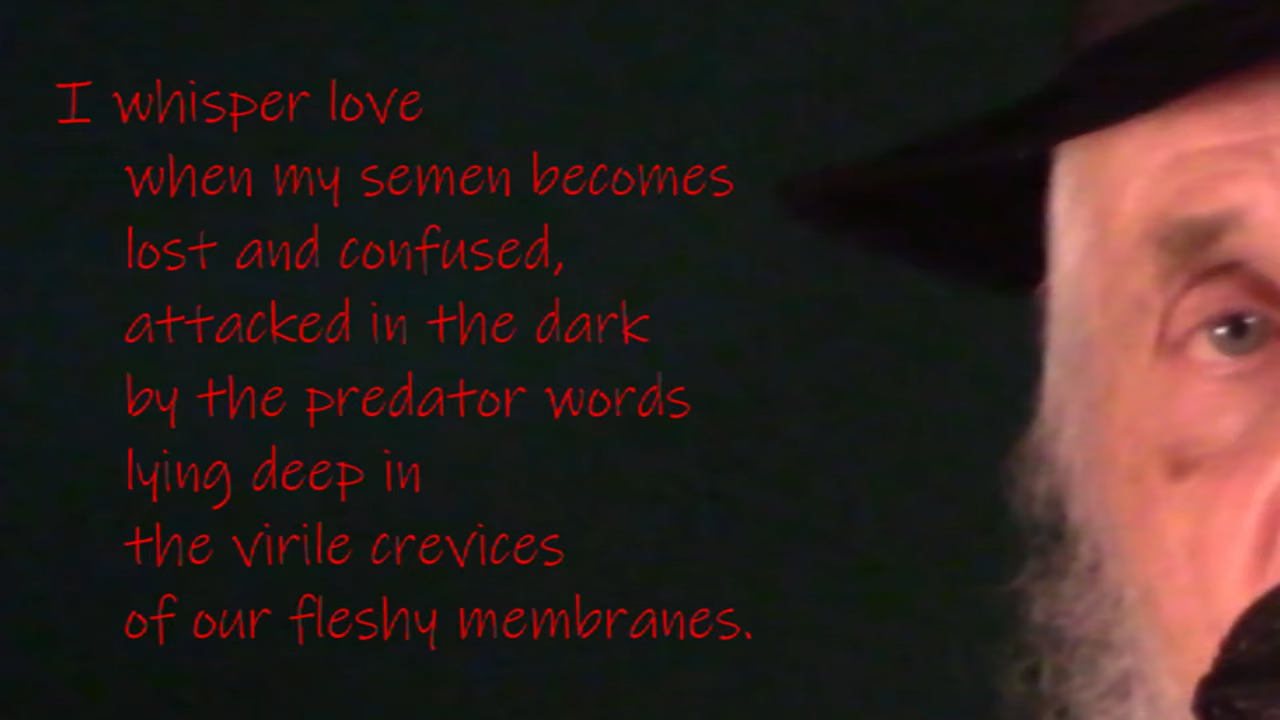 I whisper love
when my semen becomes
lost and confused,
attacked in the dark
by the predator words
lying deep in
the virile crevices
of our fleshy membranes.